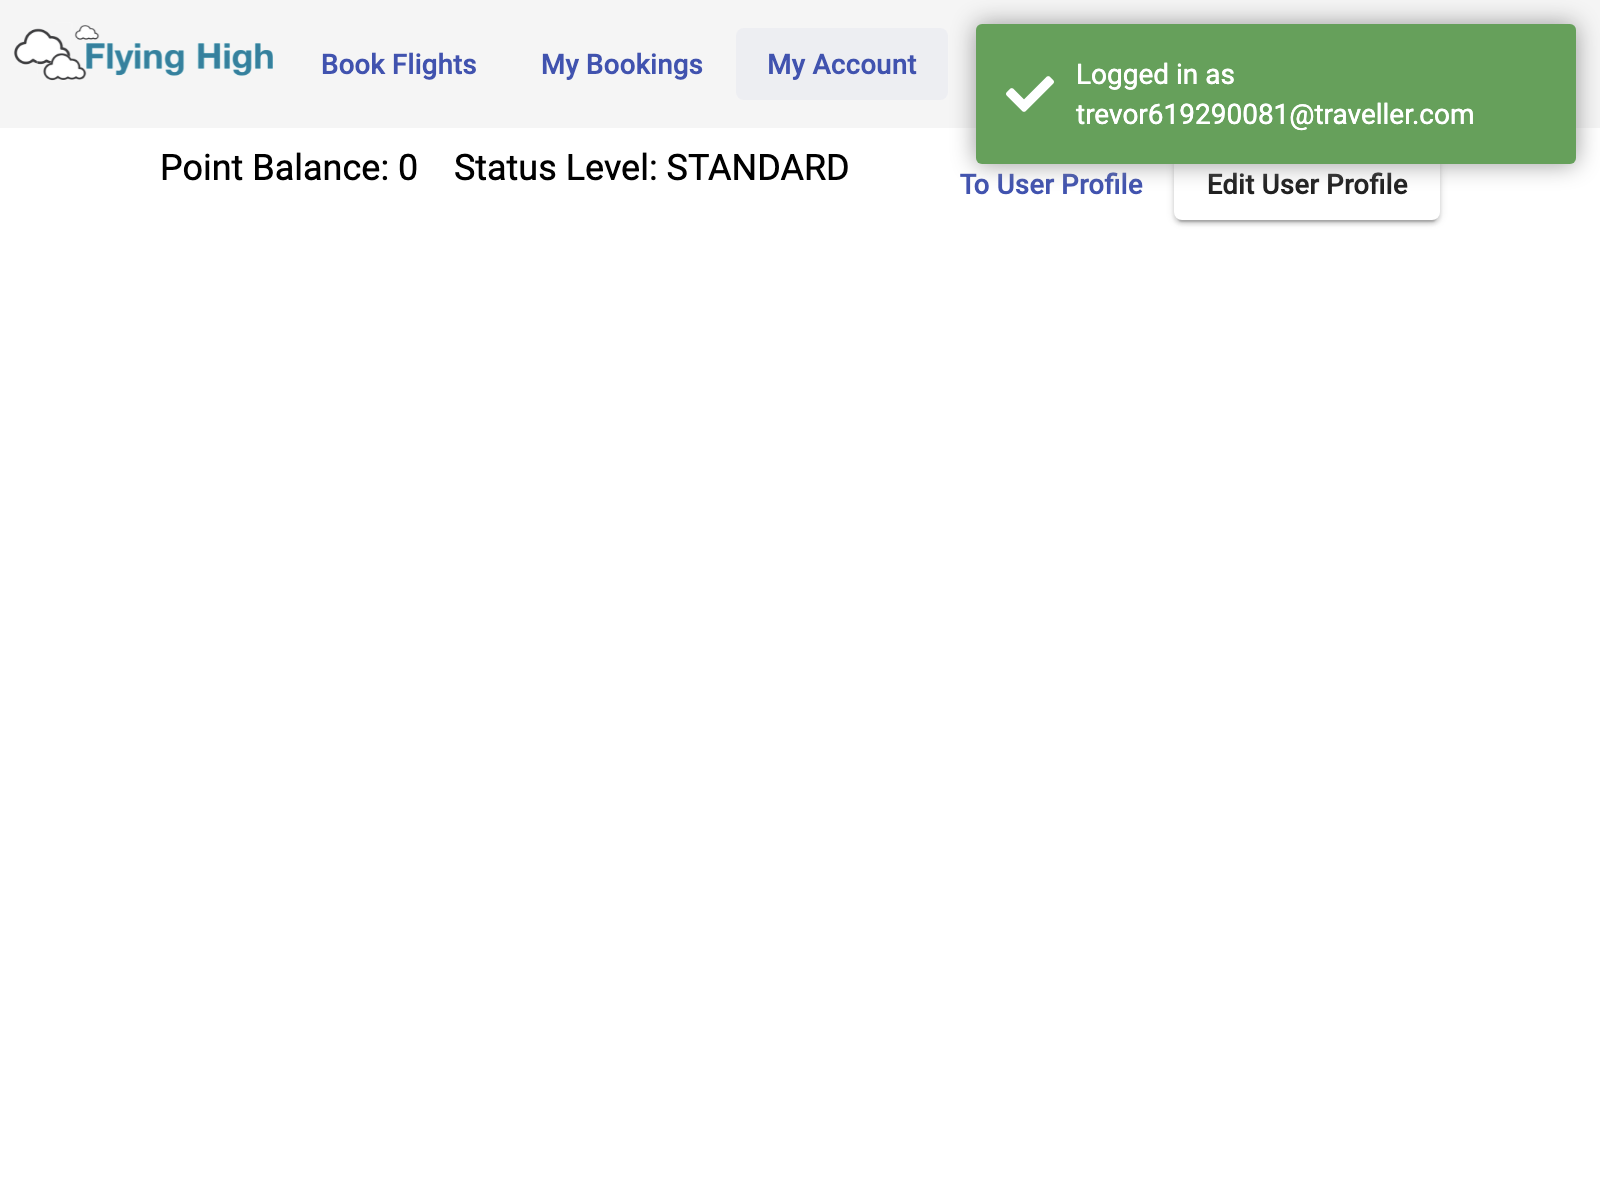 Flying High
Book Flights
My Bookings
My Account
Logged in as
trevor619290081@traveller.com
Point Balance: 0
Status Level: STANDARD
To User Profile
Edit User Profile